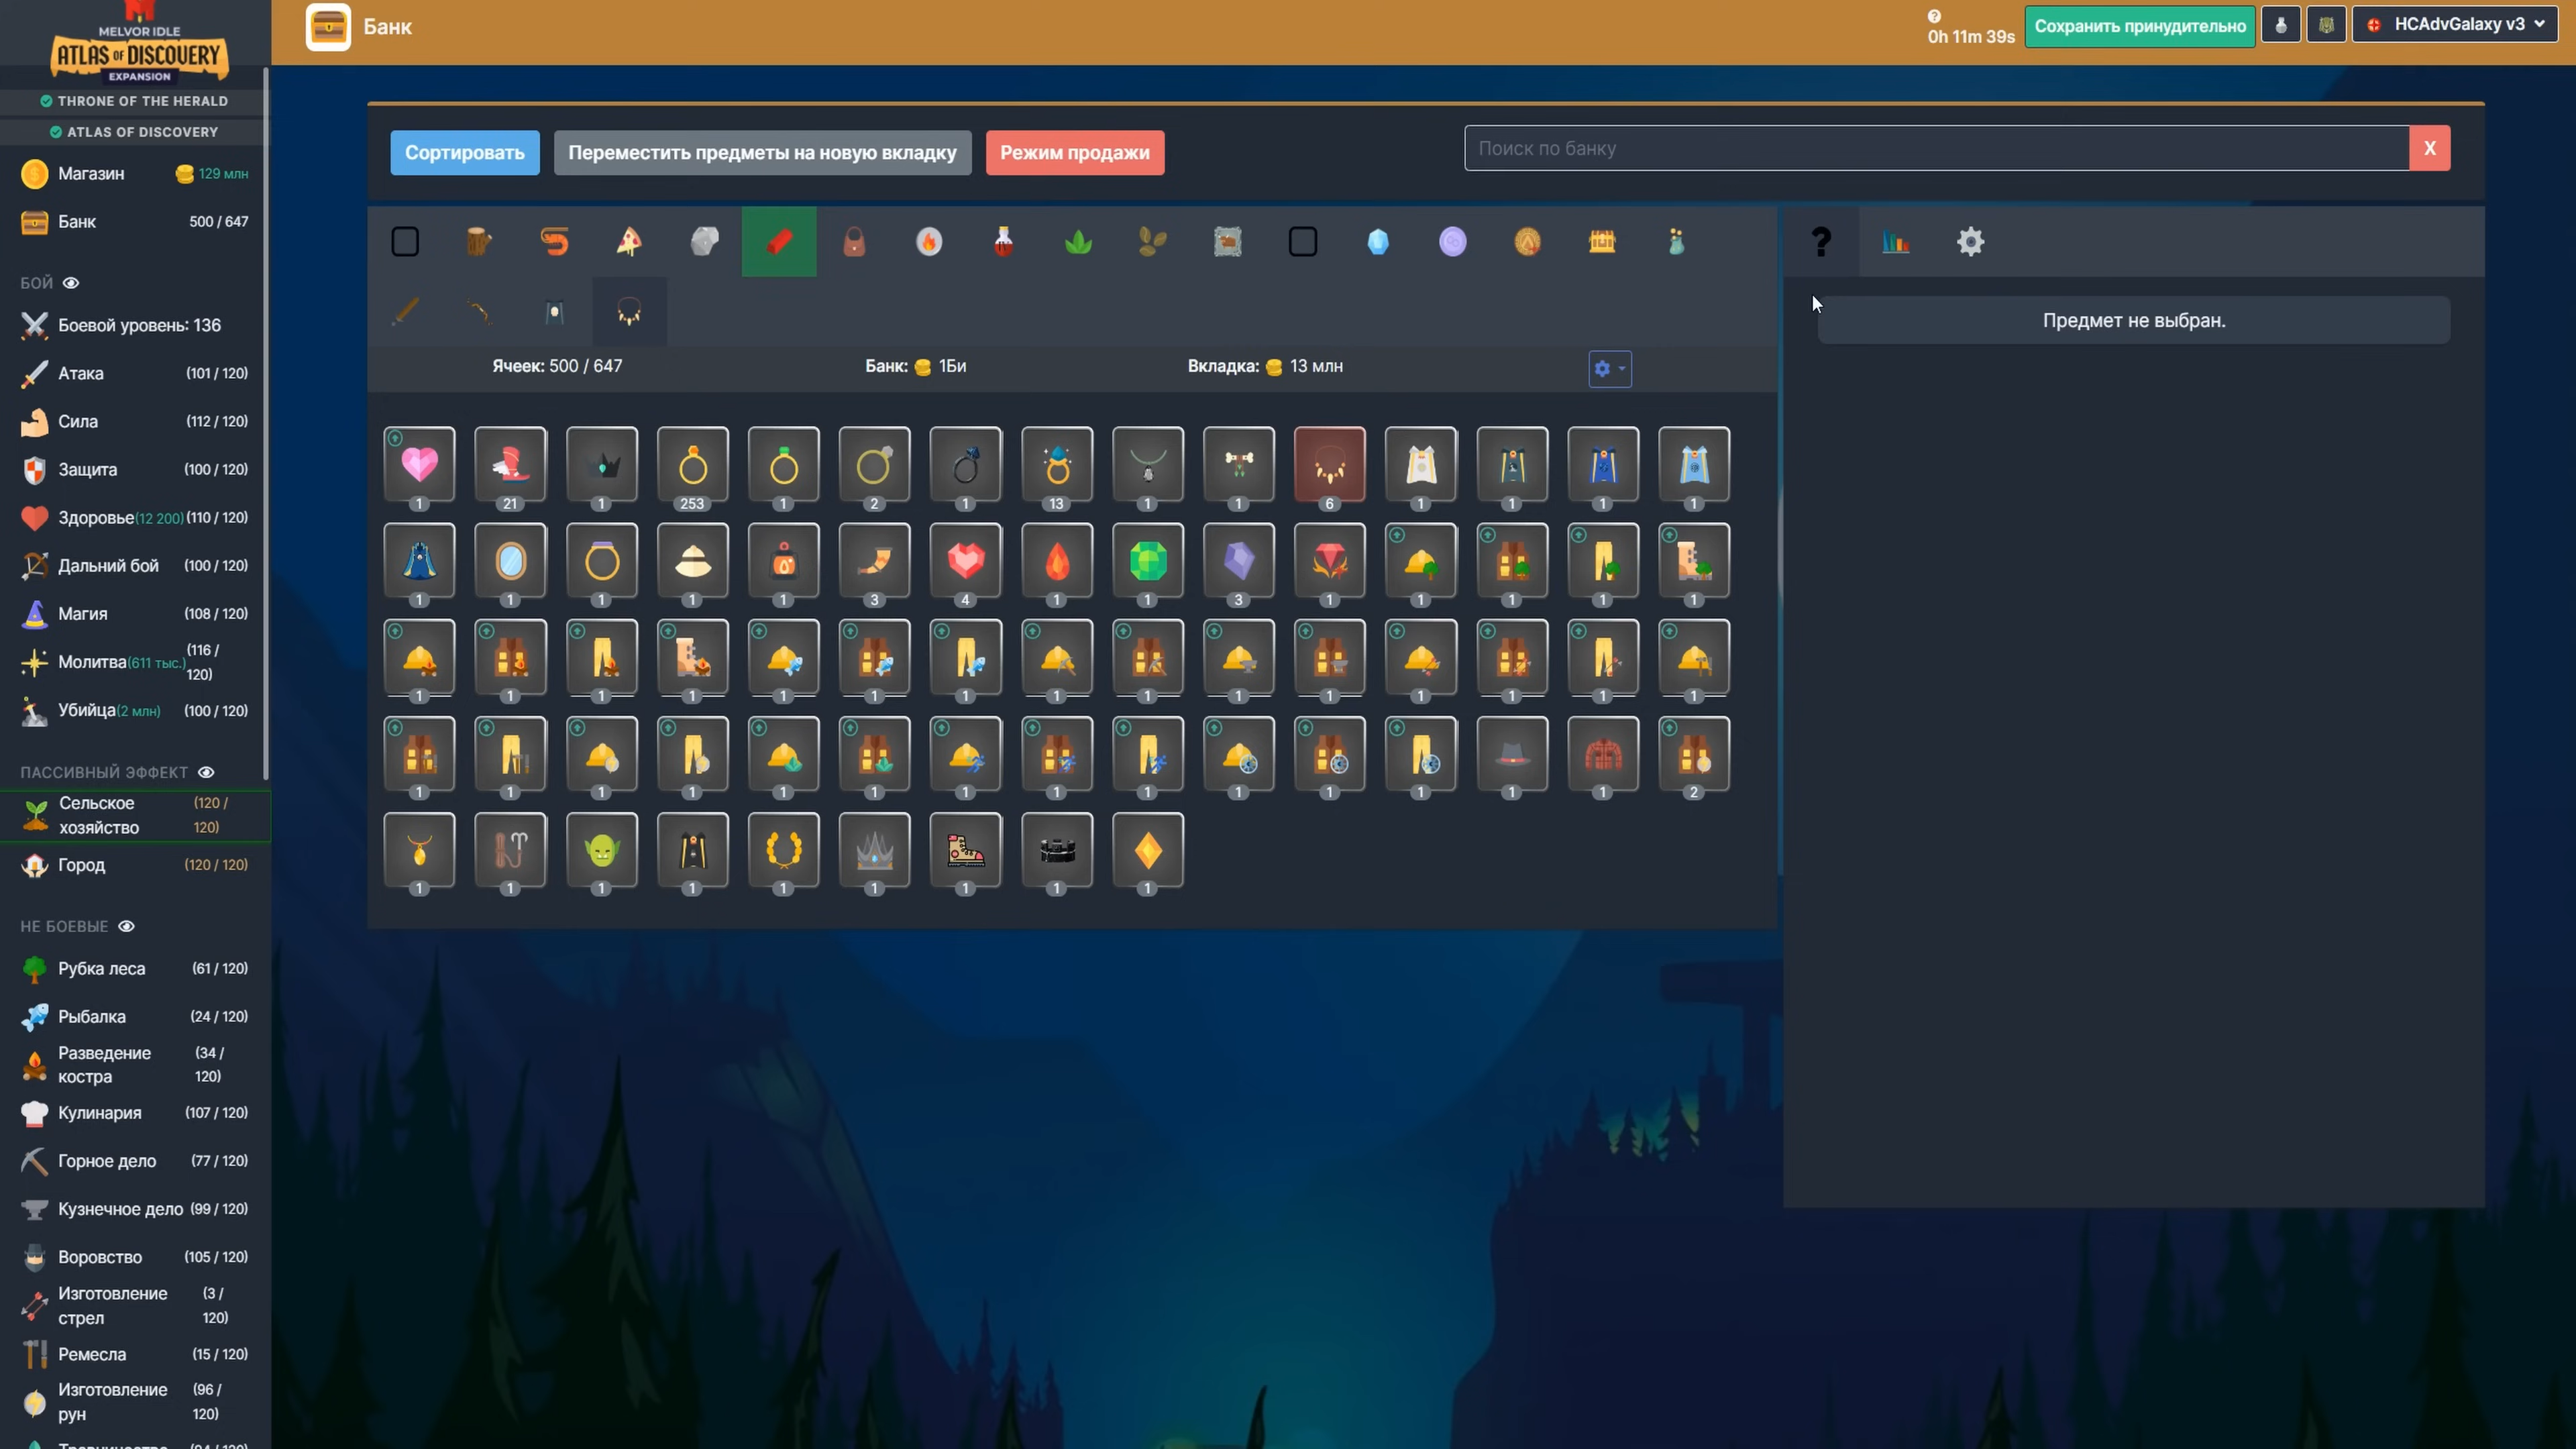 MELVOR IDLE
ATLAS OF DISCOVERY
EXPANSION
THRONE OF THE HERALD
ATLAS OF DISCOVERY
Магазин 129 млн
Банк 500 / 647
БОЙ
Боевой уровень: 136
Атака (101 / 120)
Сила (112 / 120)
Защита (100 / 120)
Здоровье(12 200) (110 / 120)
Дальний бой (100 / 120)
Магия (108 / 120)
Молитва(611 тыс.) (116 / 120)
Убийца(2 млн) (100 / 120)
ПАССИВНЫЙ ЭФФЕКТ
Сельское хозяйство (120 / 120)
Город (120 / 120)
НЕ БОЕВЫЕ
Рубка леса (61 / 120)
Рыбалка (24 / 120)
Разведение костра (34 / 120)
Кулинария (107 / 120)
Горное дело (77 / 120)
Кузнечное дело (99 / 120)
Воровство (105 / 120)
Изготовление стрел (3 / 120)
Ремесла (15 / 120)
Изготовление рун (96 / 120)
Банк
0h 11m 39s
Сохранить принудительно
HCAdvGalaxy v3
Сортировать
Переместить предметы на новую вкладку
Режим продажи
Поиск по банку
X
Ячеек: 500 / 647
Банк: 1Би
Вкладка: 13 млн
?
Предмет не выбран.
1 21 1 253 1 2 1 13 1 1 6 1 1 1 1
1 1 1 1 1 3 4 1 1 3 1 1 1 1 1
1 1 1 1 1 1 1 1 1 1 1 1 1 1 1
1 1 1 1 1 1 1 1 1 1 1 1 1 1 2
1 1 1 1 1 1 1 1 1